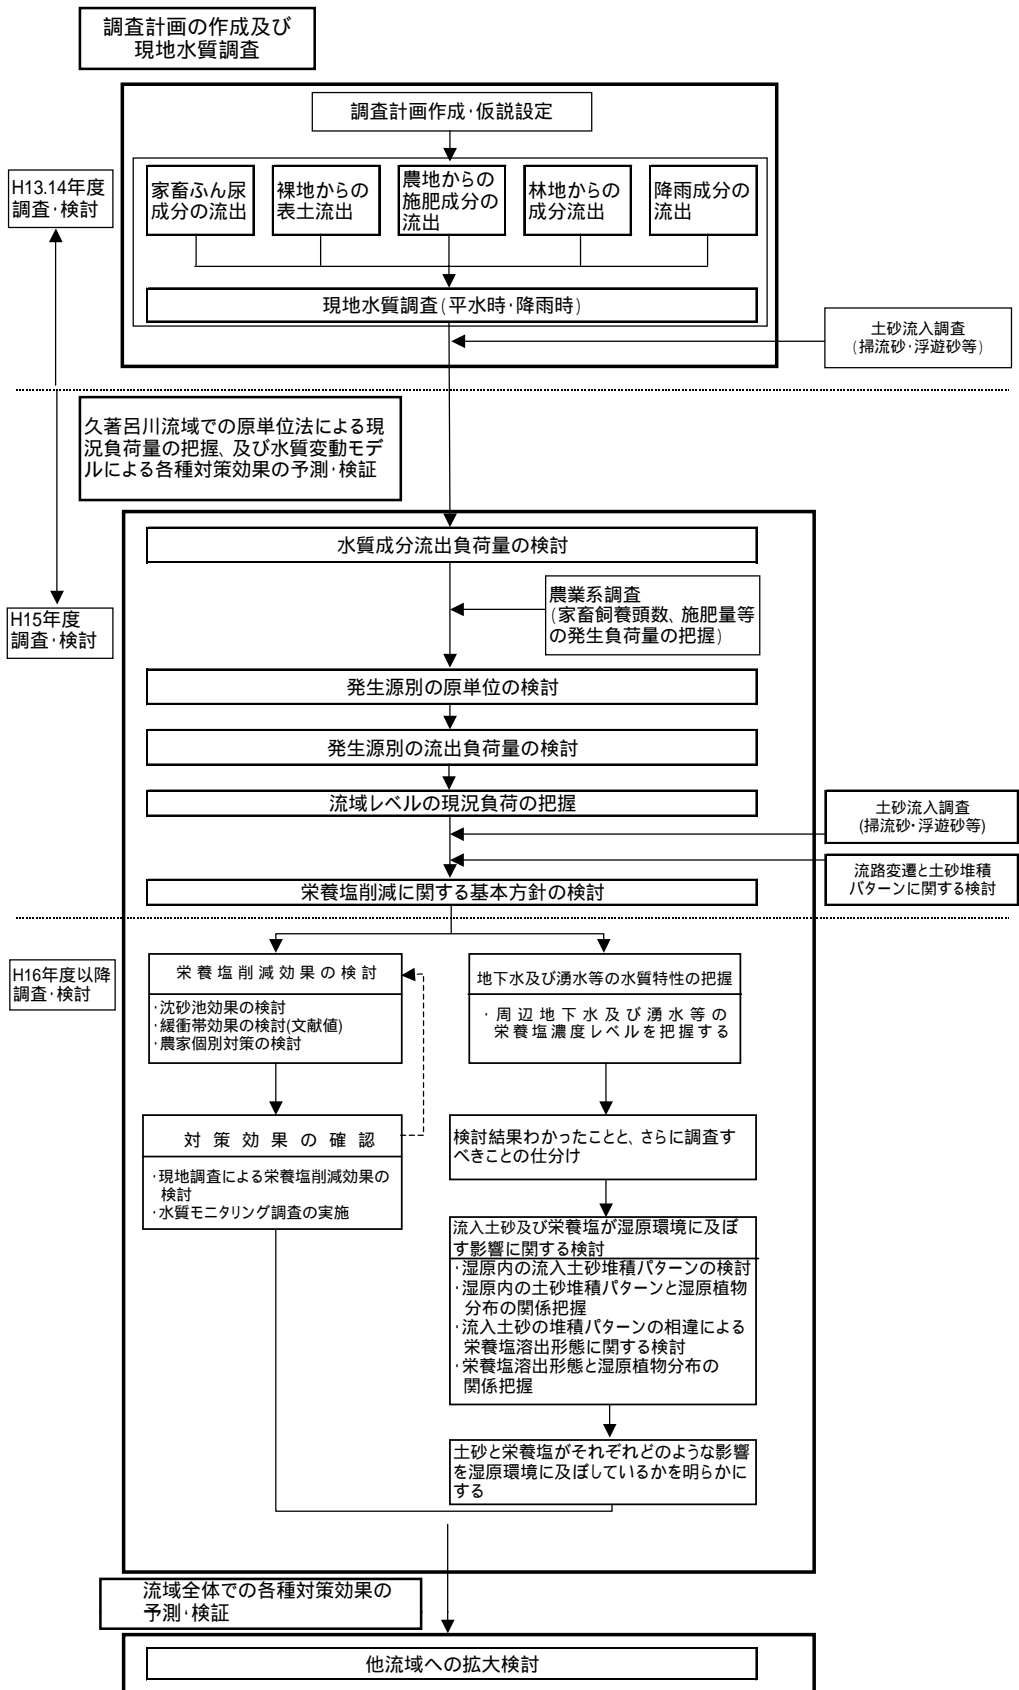 調査計画の作成及び
現地水質調査
調査計画作成･仮説設定
H13.14年度
調査･検討
家畜ふん尿
成分の流出
裸地からの
表土流出
農地からの
施肥成分の
流出
林地からの
成分流出
降雨成分の
流出
現地水質調査(平水時･降雨時)
土砂流入調査
(掃流砂･浮遊砂等)
久著呂川流域での原単位法による現
況負荷量の把握、及び水質変動モデ
ルによる各種対策効果の予測･検証
水質成分流出負荷量の検討
農業系調査
(家畜飼養頭数、施肥量等
の発生負荷量の把握)
H15年度
調査･検討
発生源別の原単位の検討
発生源別の流出負荷量の検討
流域レベルの現況負荷の把握
土砂流入調査
(掃流砂･浮遊砂等)
流路変遷と土砂堆積
パターンに関する検討
栄養塩削減に関する基本方針の検討
H16年度以降
調査･検討
栄養塩削減効果の検討
･沈砂池効果の検討
･緩衝帯効果の検討(文献値)
･農家個別対策の検討
地下水及び湧水等の水質特性の把握
･周辺地下水及び湧水等の
栄養塩濃度レベルを把握する
対策効果の確認
･現地調査による栄養塩削減効果の
検討
･水質モニタリング調査の実施
検討結果わかったことと、さらに調査す
べきことの仕分け
流入土砂及び栄養塩が湿原環境に及ぼ
す影響に関する検討
･湿原内の流入土砂堆積パターンの検討
･湿原内の土砂堆積パターンと湿原植物
分布の関係把握
･流入土砂の堆積パターンの相違による
栄養塩溶出形態に関する検討
･栄養塩溶出形態と湿原植物分布の
関係把握
土砂と栄養塩がそれぞれどのような影響
を湿原環境に及ぼしているかを明らかに
する
流域全体での各種対策効果の
予測･検証
他流域への拡大検討